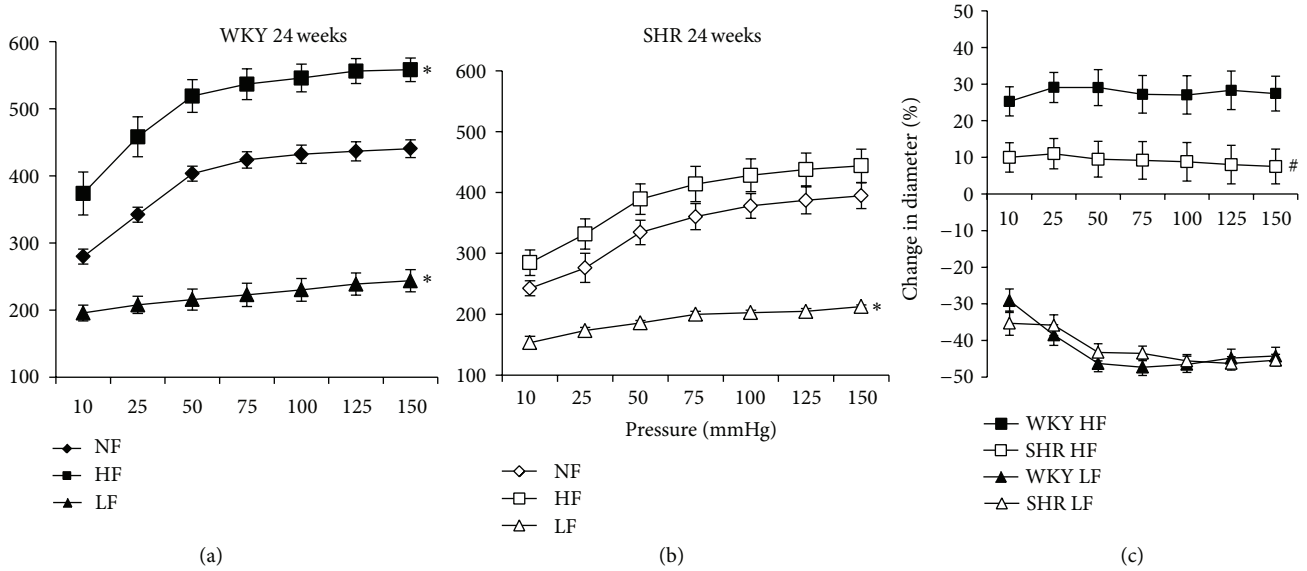 WKY 24 weeks
600
500
400
300
200
100
*
*
10 25 50 75 100 125 150
NF
HF
LF
(a)
SHR 24 weeks
600
500
400
300
200
100
*
10 25 50 75 100 125 150
Pressure (mmHg)
NF
HF
LF
(b)
Change in diameter (%)
50
40
30
20
10
0
−10
−20
−30
−40
−50
#
10 25 50 75 100 125 150
WKY HF
SHR HF
WKY LF
SHR LF
(c)